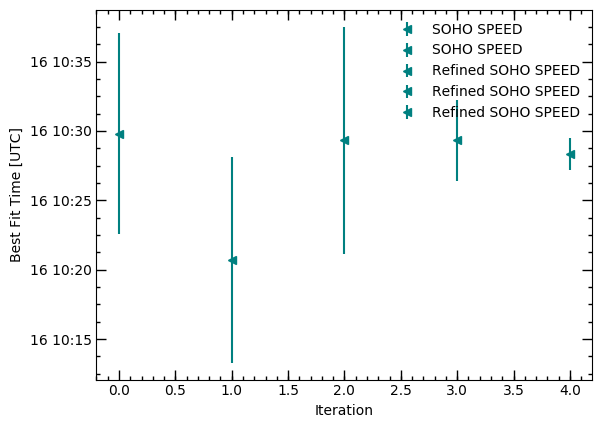 SOHO SPEED
SOHO SPEED
Refined SOHO SPEED
Refined SOHO SPEED
Refined SOHO SPEED
16 10:35
16 10:30
16 10:25
16 10:20
16 10:15
Best Fit Time [UTC]
0.0 0.5 1.0 1.5 2.0 2.5 3.0 3.5 4.0
Iteration